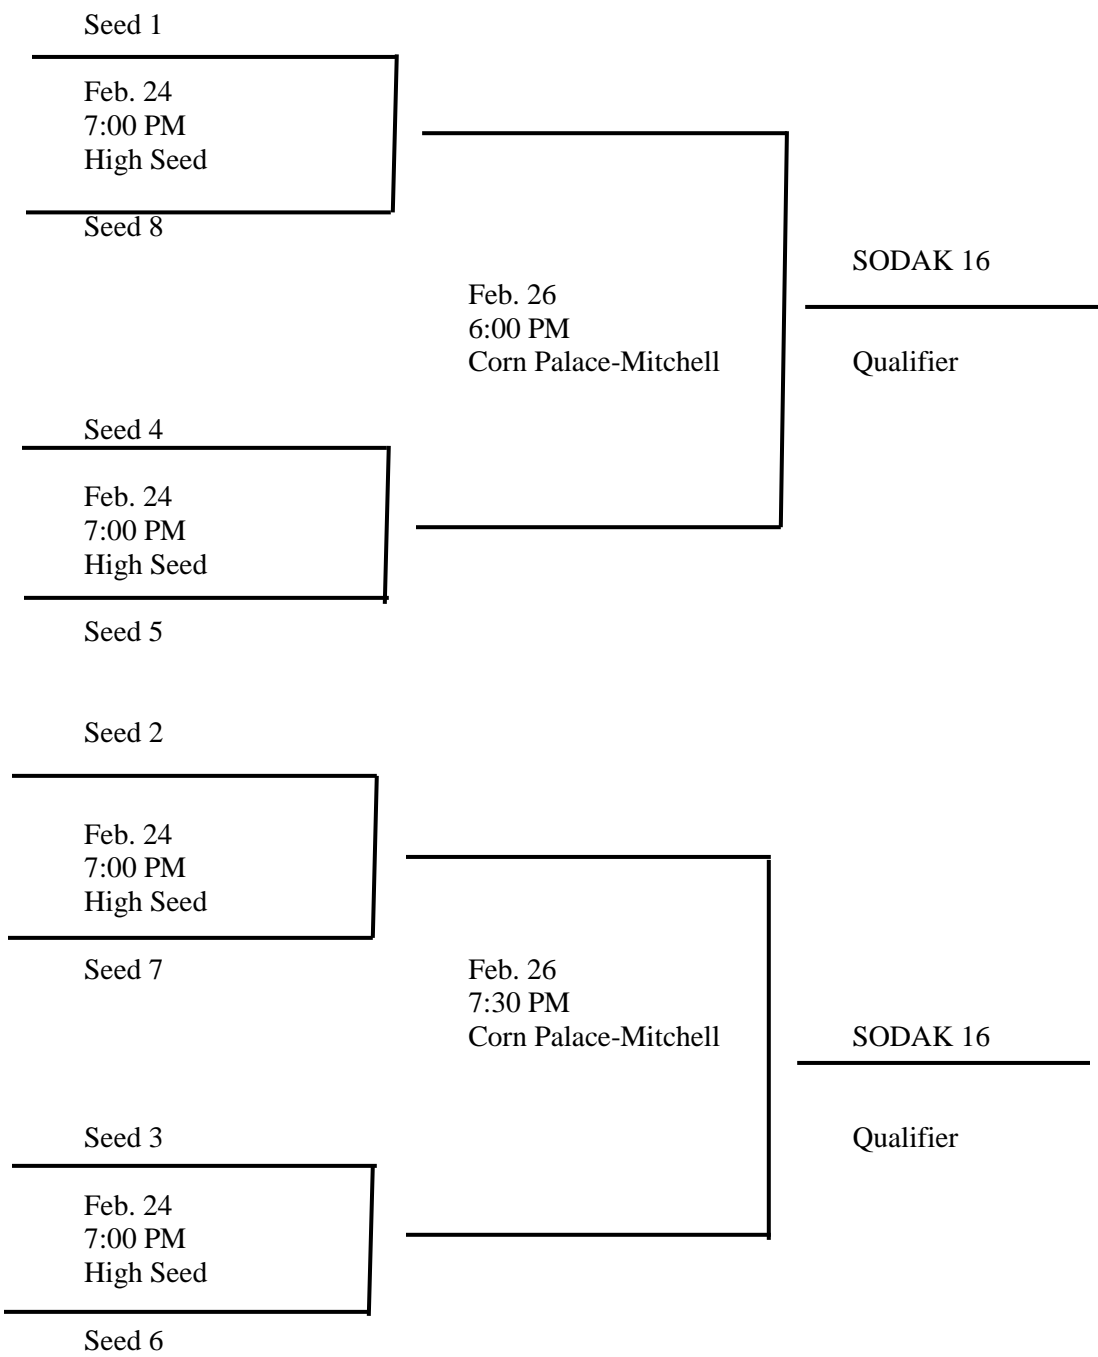 Seed 1
Feb. 24
7:00 PM
High Seed
Seed 8
SODAK 16
Feb. 26
6:00 PM
Corn Palace-Mitchell
Qualifier
Seed 4
Feb. 24
7:00 PM
High Seed
Seed 5
Seed 2
Feb. 24
7:00 PM
High Seed
Seed 7
Feb. 26
7:30 PM
Corn Palace-Mitchell
SODAK 16
Seed 3
Qualifier
Feb. 24
7:00 PM
High Seed
Seed 6